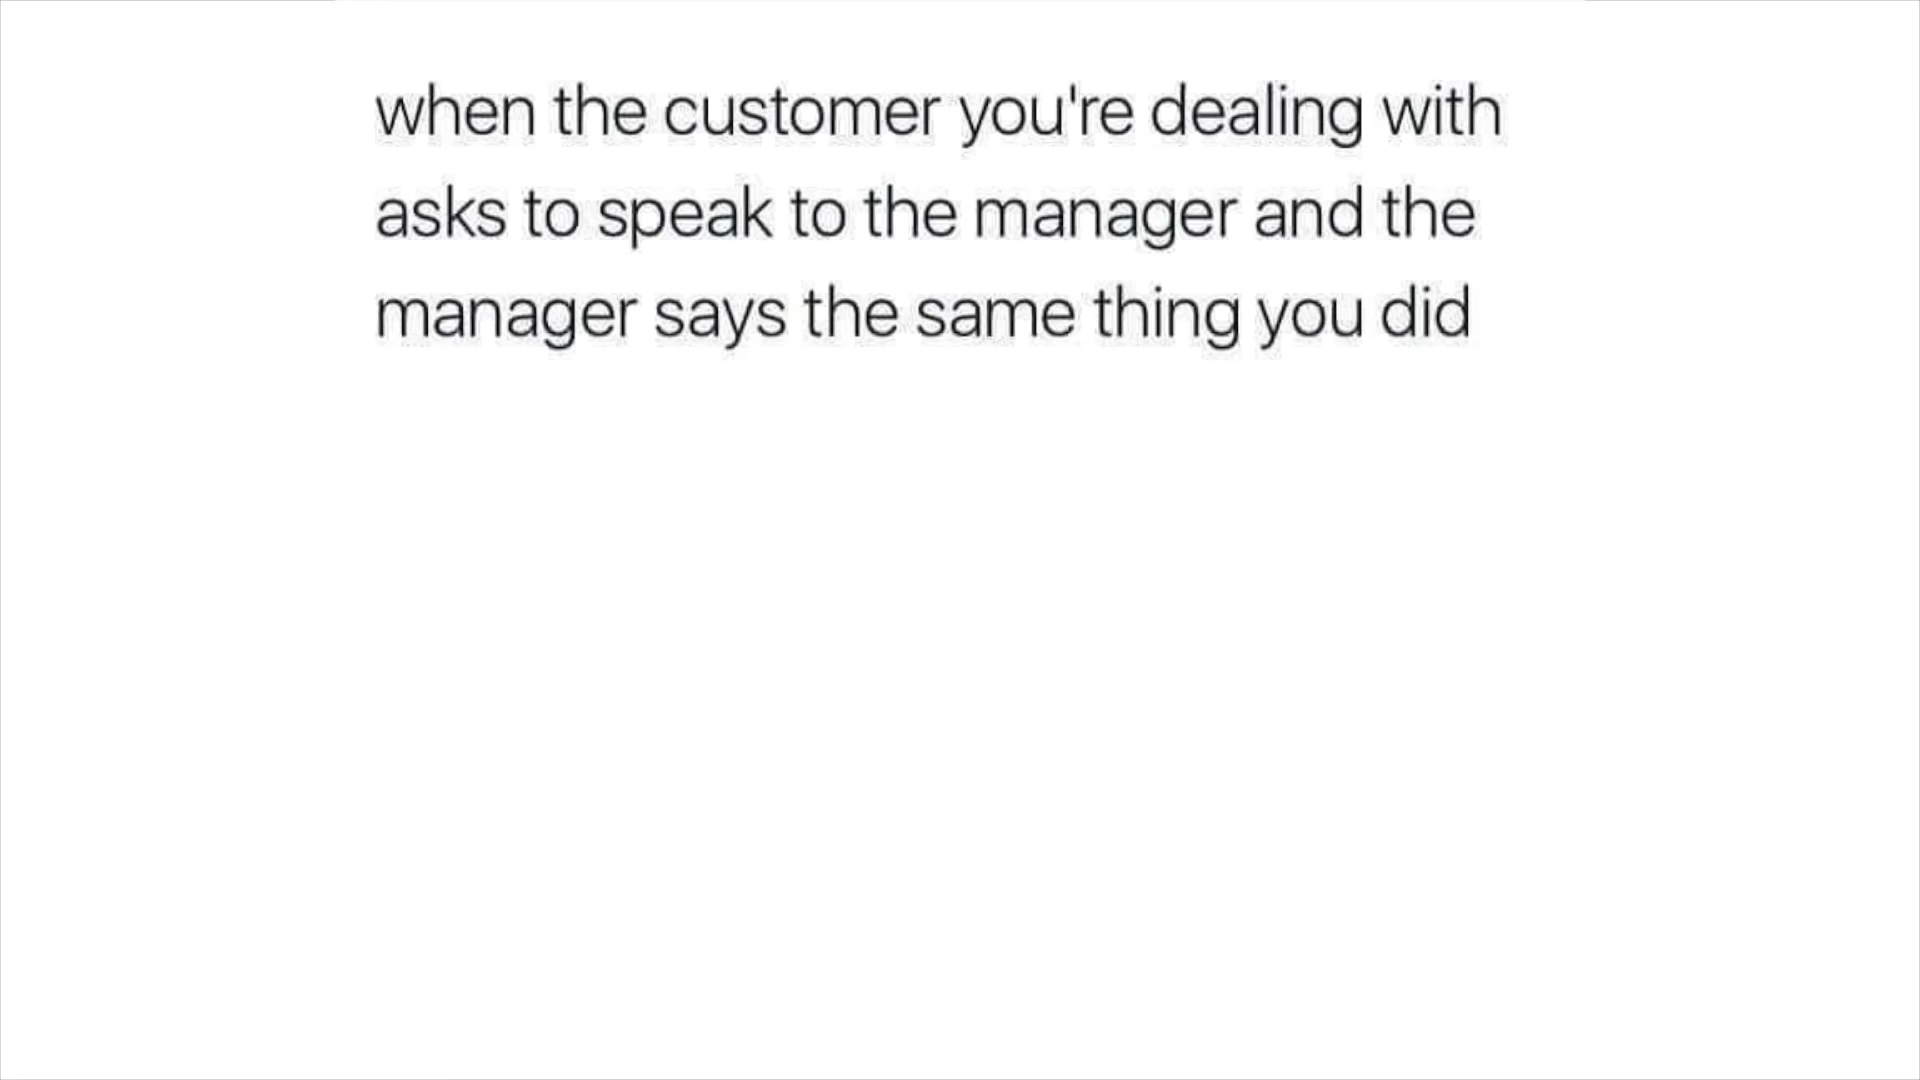 when the customer you're dealing with
asks to speak to the manager and the
manager says the same thing you did